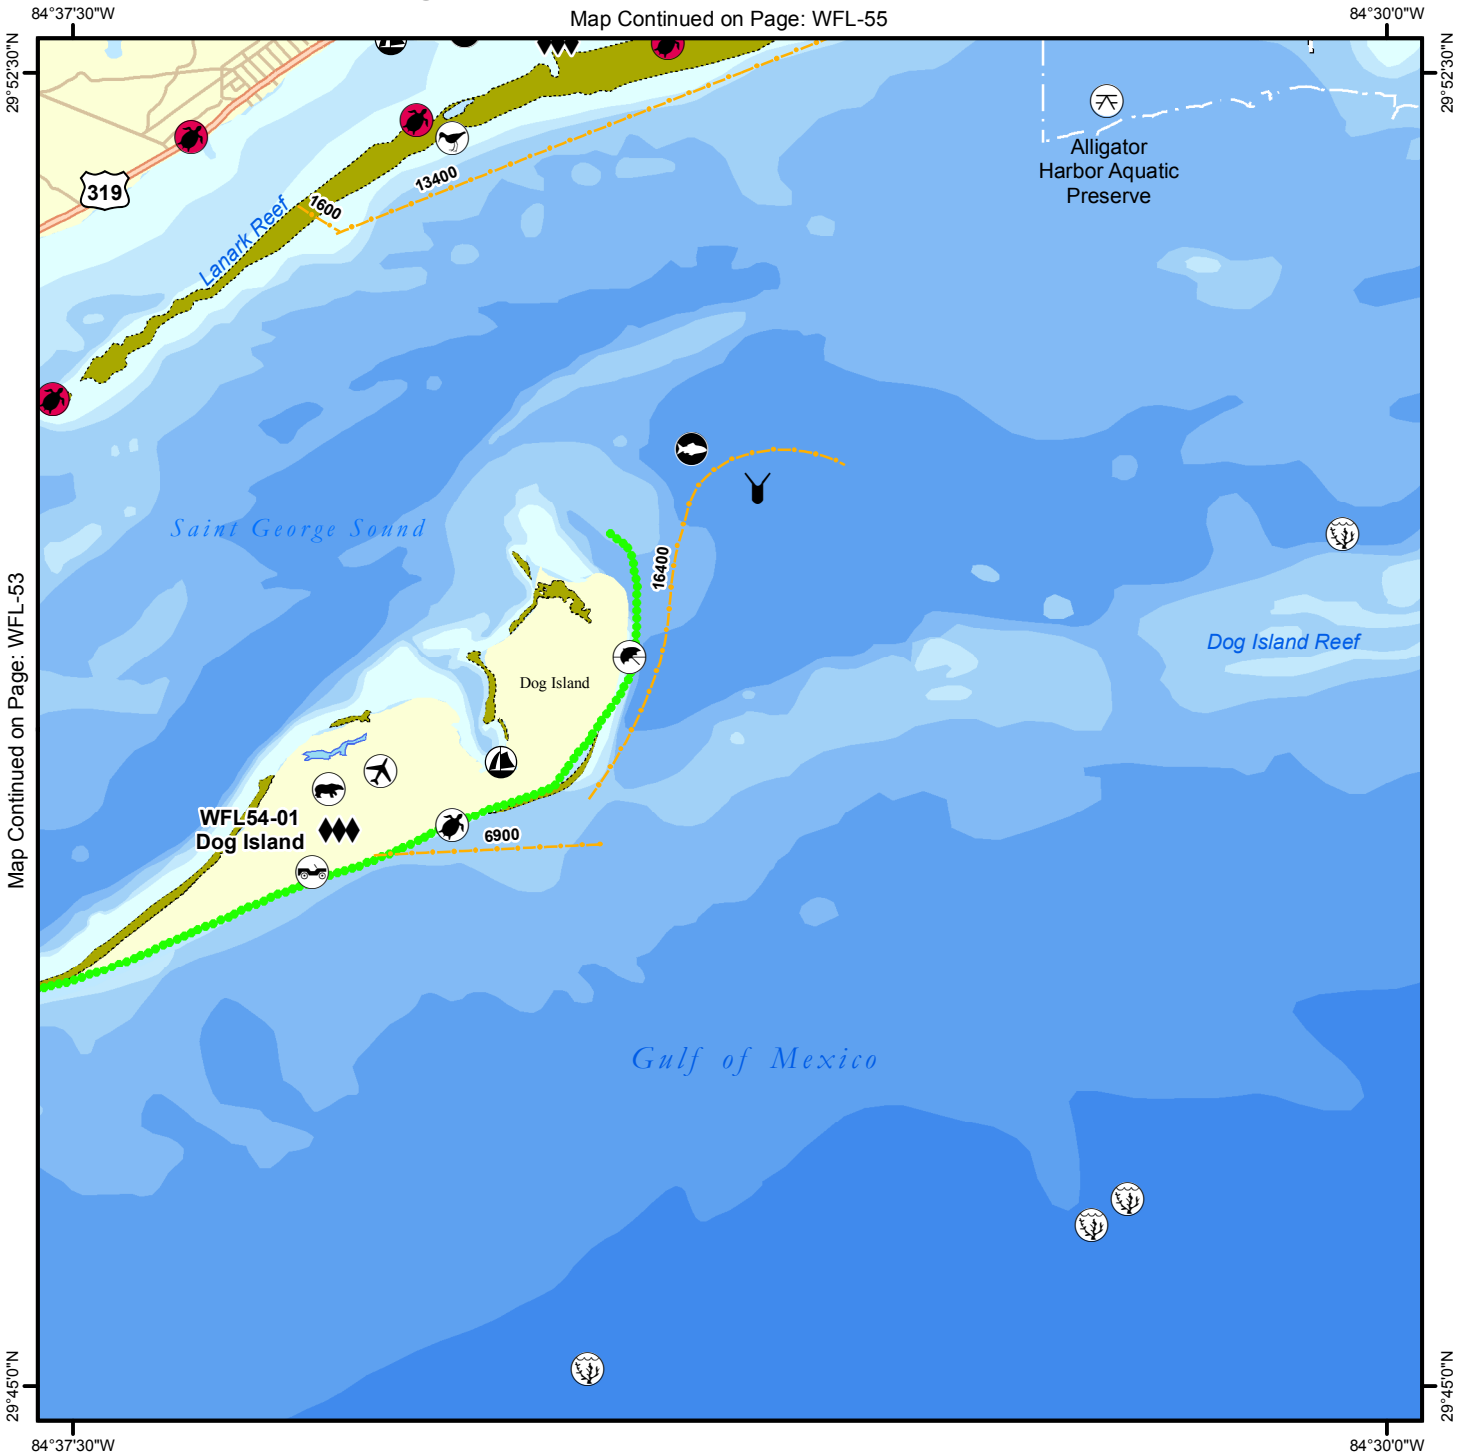 84°37'30"W
Map Continued on Page: WFL-55
84°30'0"W
29°52'30"N
29°52'30"N
Alligator
Harbor Aquatic
Preserve
319
13400
1600
Lanark Reef
Saint George Sound
16400
Map Continued on Page: WFL-53
Dog Island Reef
Dog Island
WFL54-01
Dog Island
6900
Gulf of Mexico
29°45'0"N
29°45'0"N
84°37'30"W
84°30'0"W